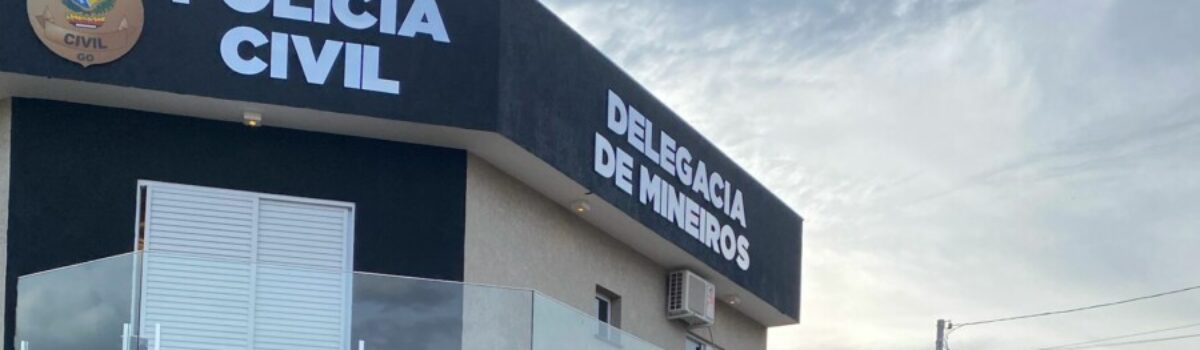 POLÍCIA
CIVIL
CIVIL
GO
DELEGACIA
DE MINEIROS